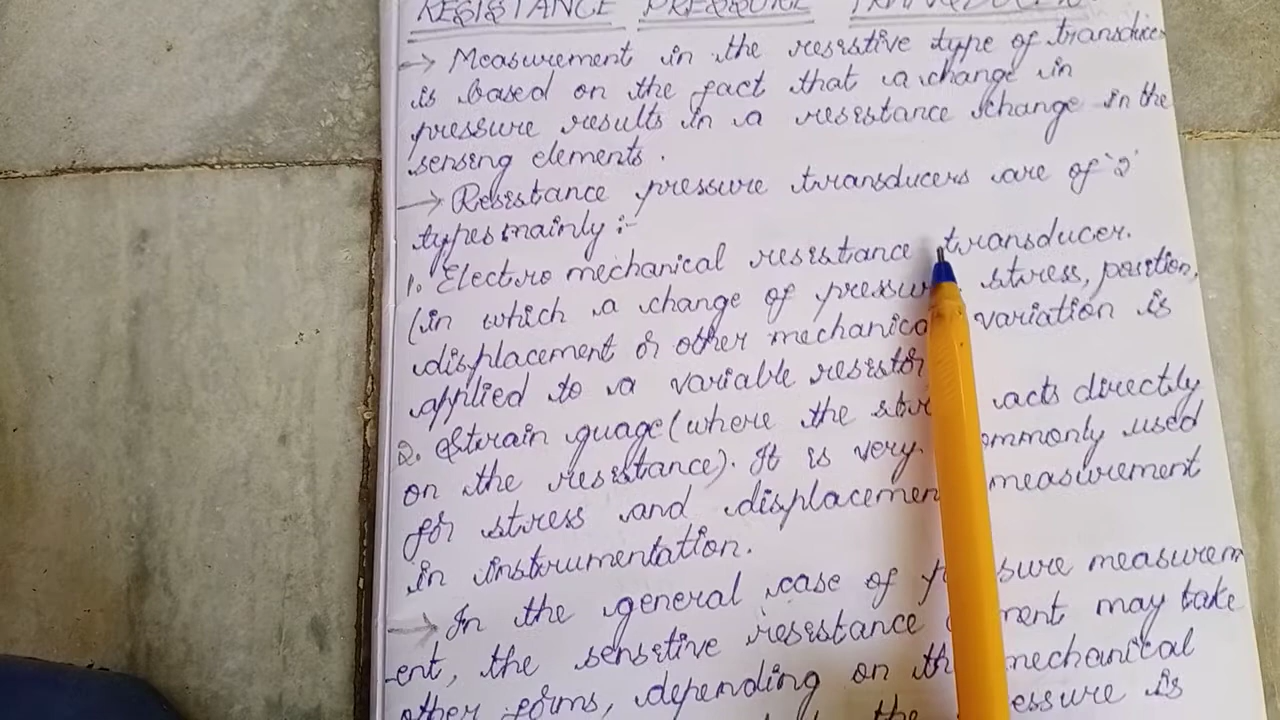 RESISTANCE PRESSURE TRANSDUCER
→ Measurement in the resistive type of transducer
is based on the fact that a change in
pressure results in a resistance change in the
sensing elements.
→ Resistance pressure transducers are of '2'
types mainly :-
1. Electro mechanical resistance transducer.
(in which a change of pressure, stress, position,
displacement or other mechanical variation is
applied to a variable resistor
2. Strain guage (where the acts directly
on the resistance). It is very commonly used
for stress and displacement measurement
in instrumentation.
→ In the general case of pressure measurem
-ent, the sensitive resistance element may take
other forms, depending on the mechanical
the pressure is